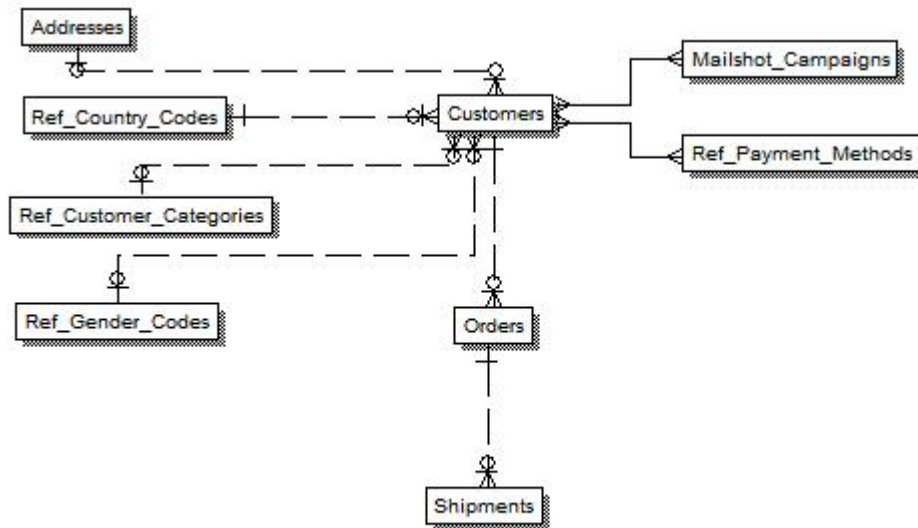 Addresses
Mailshot_Campaigns
Ref_Country_Codes
Customers
Ref_Payment_Methods
Ref_Customer_Categories
Ref_Gender_Codes
Orders
Shipments